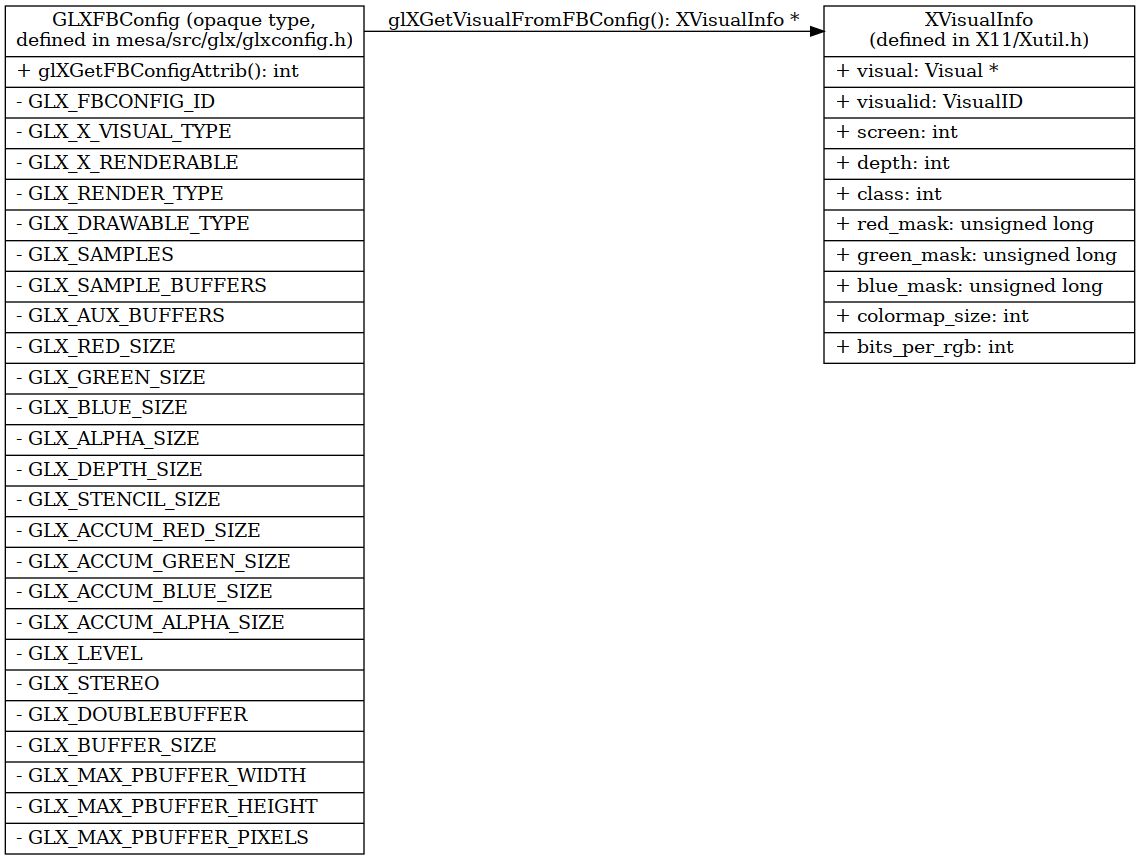 GLXFBConfig (opaque type,
defined in mesa/src/glx/glxconfig.h)
+ glXGetFBConfigAttrib(): int
- GLX_FBCONFIG_ID
- GLX_X_VISUAL_TYPE
- GLX_X_RENDERABLE
- GLX_RENDER_TYPE
- GLX_DRAWABLE_TYPE
- GLX_SAMPLES
- GLX_SAMPLE_BUFFERS
- GLX_AUX_BUFFERS
- GLX_RED_SIZE
- GLX_GREEN_SIZE
- GLX_BLUE_SIZE
- GLX_ALPHA_SIZE
- GLX_DEPTH_SIZE
- GLX_STENCIL_SIZE
- GLX_ACCUM_RED_SIZE
- GLX_ACCUM_GREEN_SIZE
- GLX_ACCUM_BLUE_SIZE
- GLX_ACCUM_ALPHA_SIZE
- GLX_LEVEL
- GLX_STEREO
- GLX_DOUBLEBUFFER
- GLX_BUFFER_SIZE
- GLX_MAX_PBUFFER_WIDTH
- GLX_MAX_PBUFFER_HEIGHT
- GLX_MAX_PBUFFER_PIXELS
glXGetVisualFromFBConfig(): XVisualInfo *
XVisualInfo
(defined in X11/Xutil.h)
+ visual: Visual *
+ visualid: VisualID
+ screen: int
+ depth: int
+ class: int
+ red_mask: unsigned long
+ green_mask: unsigned long
+ blue_mask: unsigned long
+ colormap_size: int
+ bits_per_rgb: int